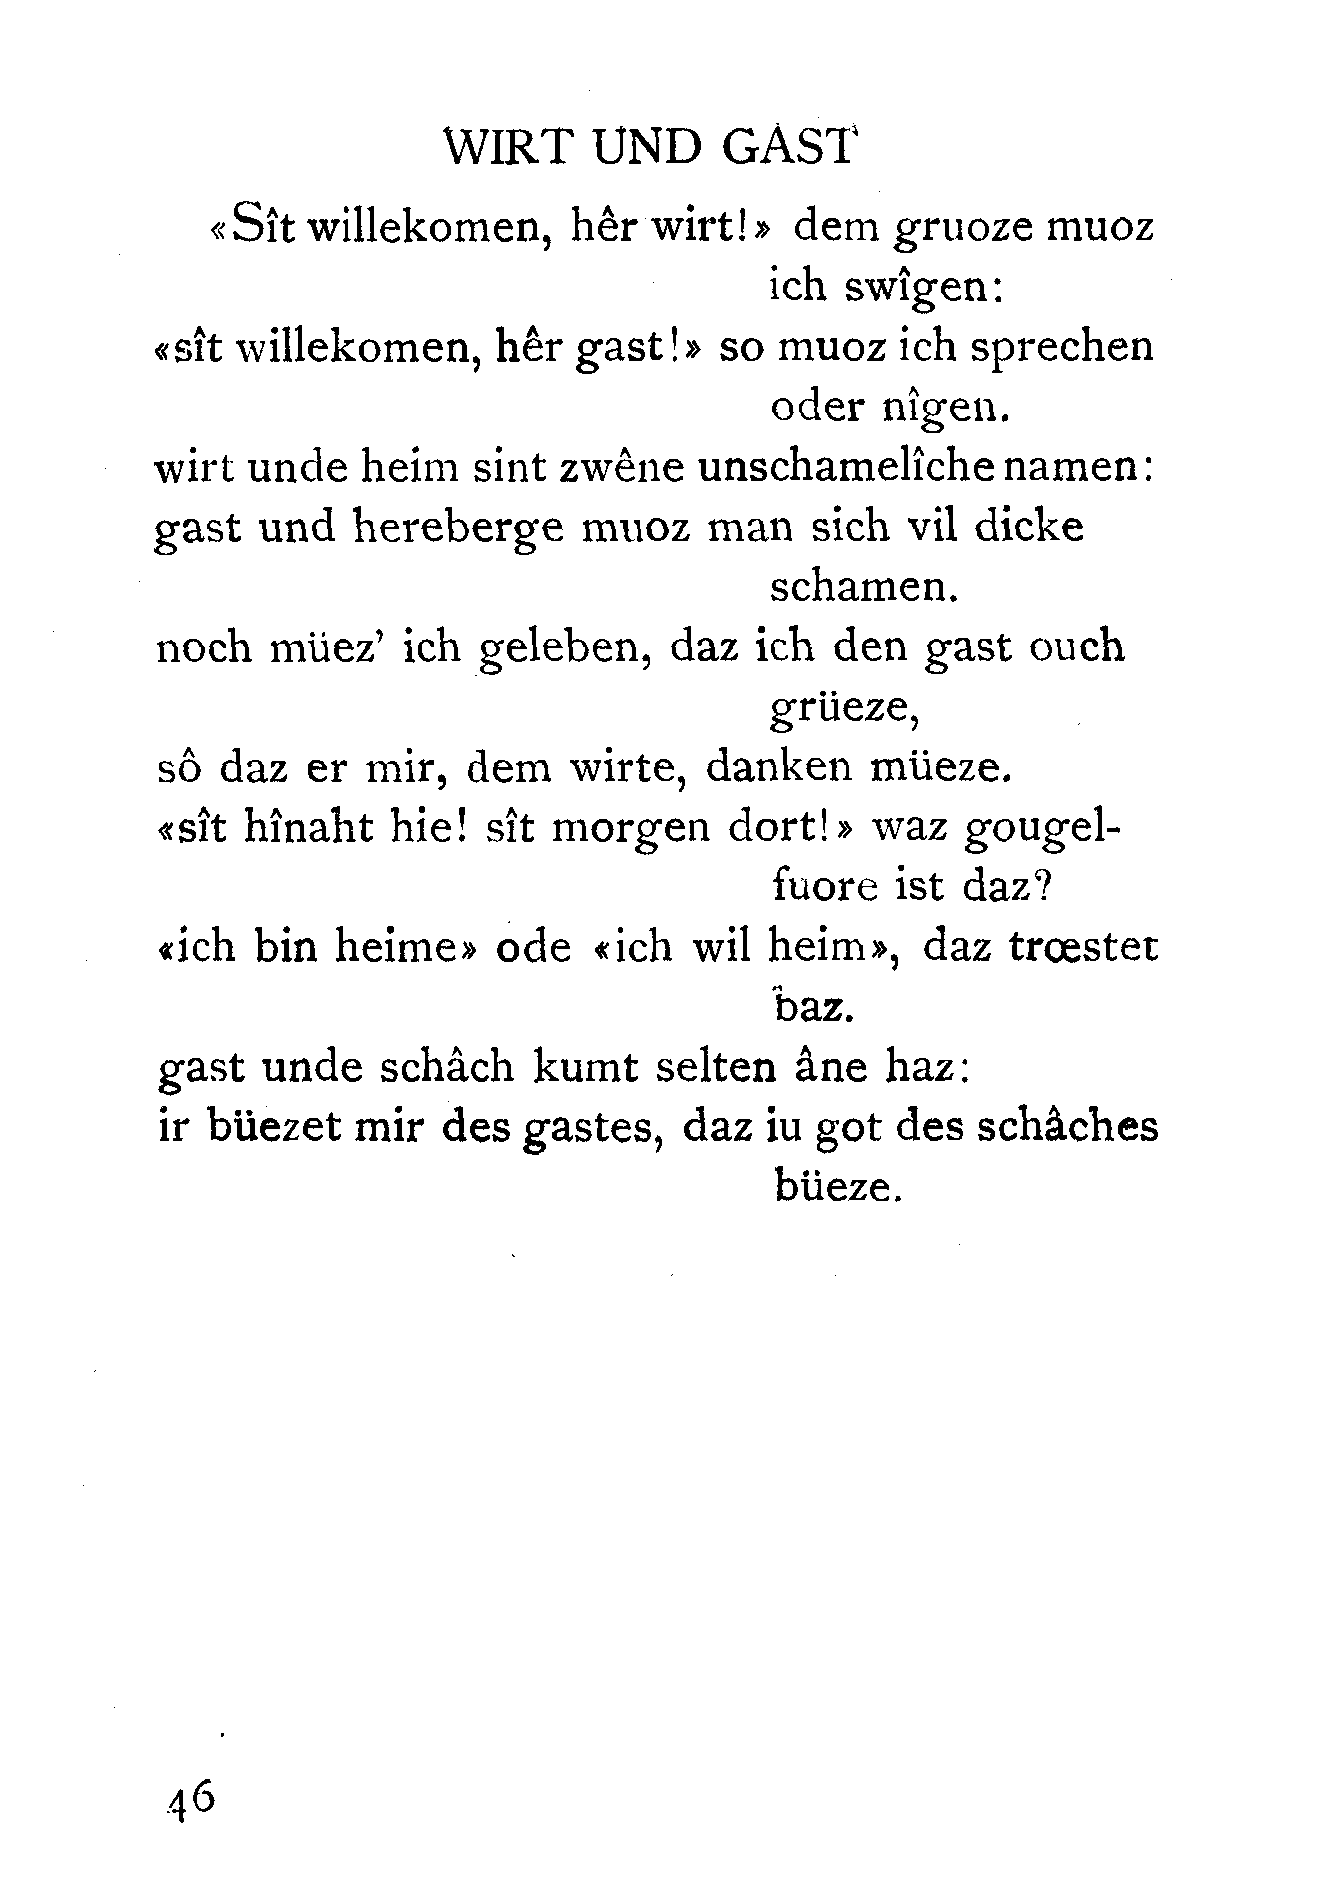 WIRT UND GAST
«Sît willekomen, hêr wirt!» dem gruoze muoz
ich swîgen:
«sît willekomen, hêr gast!» so muoz ich sprechen
oder nîgen.
wirt unde heim sint zwêne unschamelîche namen:
gast und hereberge muoz man sich vil dicke
schamen.
noch müez’ ich geleben, daz ich den gast ouch
grüeze,
sô daz er mir, dem wirte, danken müeze.
«sît hînaht hie! sît morgen dort!» waz gougel-
fuore ist daz?
«ich bin heime» ode «ich wil heim», daz trœstet
baz.
gast unde schâch kumt selten âne haz:
ir büezet mir des gastes, daz iu got des schâches
büeze.
46